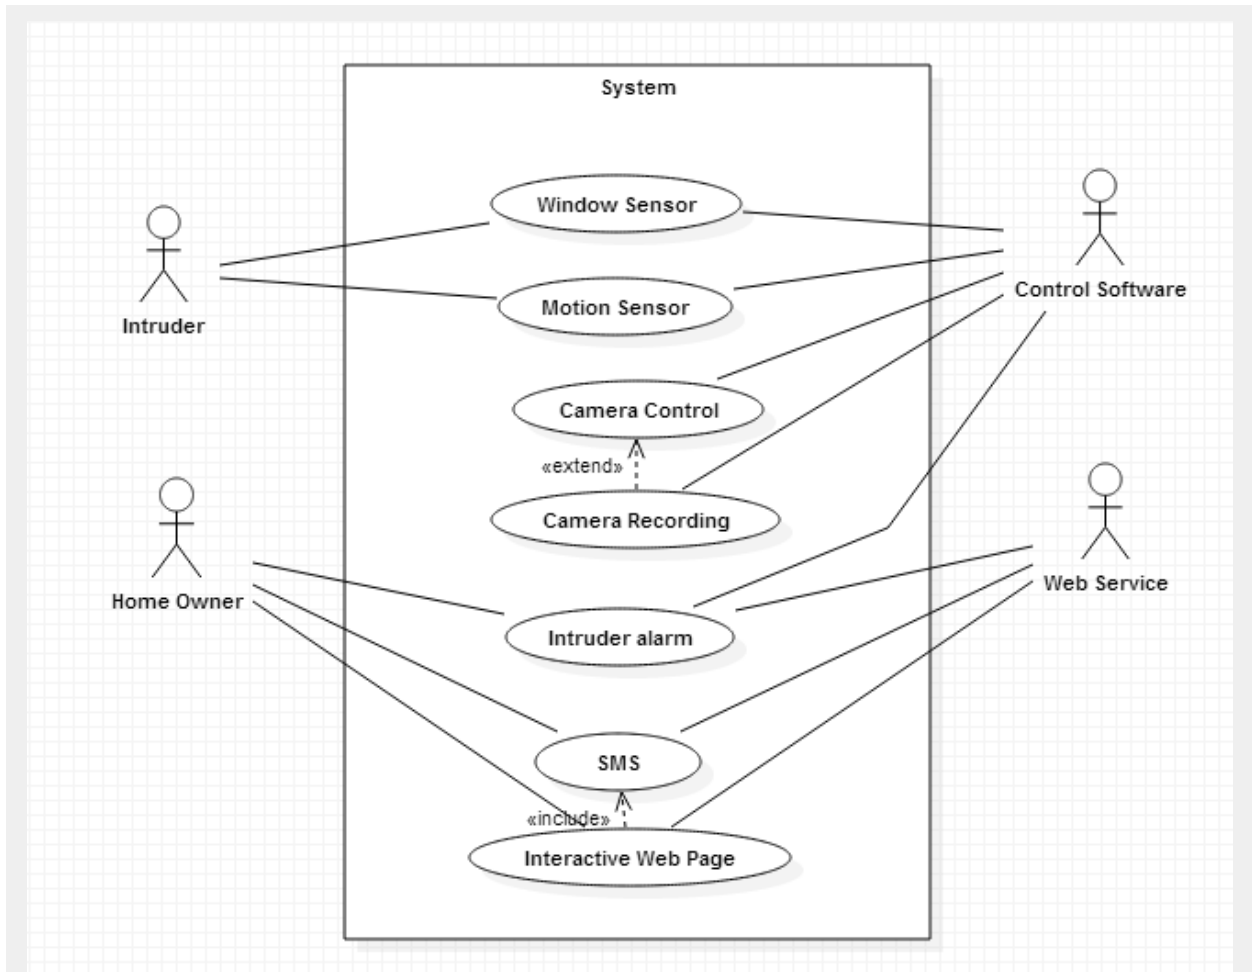 System
Window Sensor
Motion Sensor
Control Software
Intruder
Camera Control
«extend»
Camera Recording
Web Service
Home Owner
Intruder alarm
SMS
«include»
Interactive Web Page